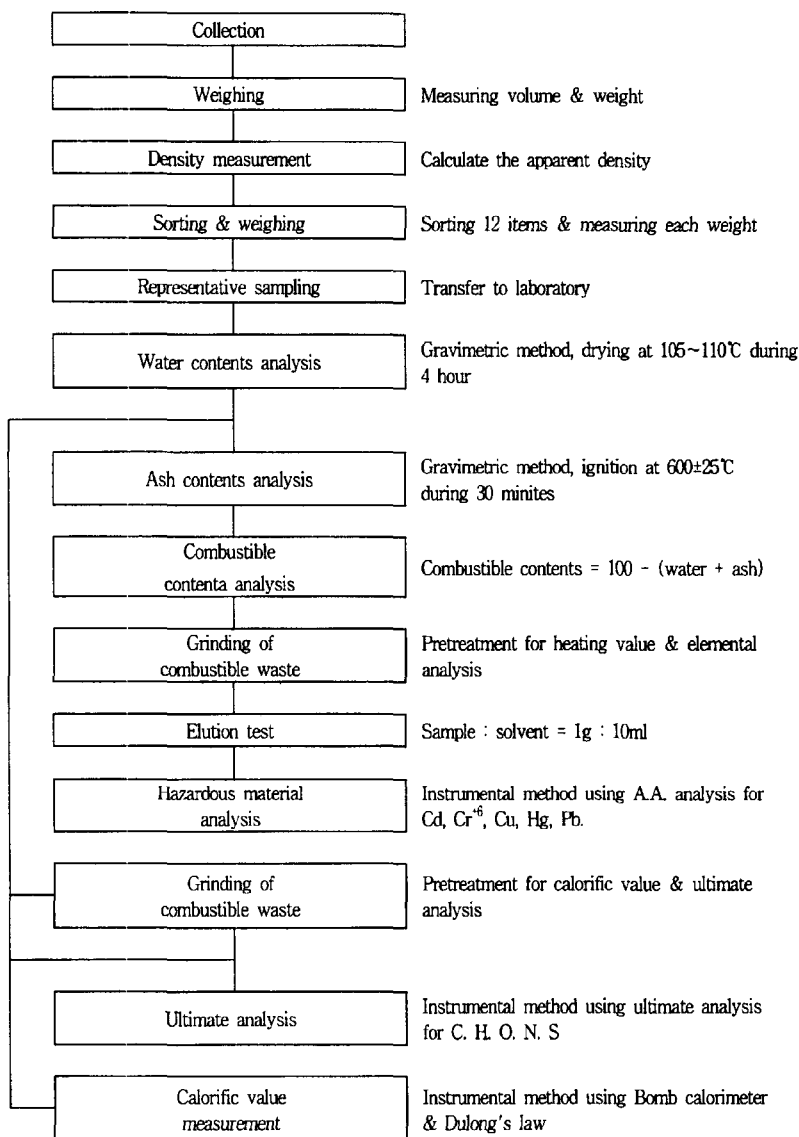 Collection
Weighing
Measuring volume & weight
Density measurement
Calculate the apparent density
Sorting & weighing
Sorting 12 items & measuring each weight
Representative sampling
Transfer to laboratory
Water contents analysis
Gravimetric method, drying at 105~110℃ during
4 hour
Ash contents analysis
Gravimetric method, ignition at 600±25℃
during 30 minites
Combustible
contenta analysis
Combustible contents = 100 - (water + ash)
Grinding of
combustible waste
Pretreatment for heating value & elemental
analysis
Elution test
Sample : solvent = 1g : 10ml
Hazardous material
analysis
Instrumental method using A.A. analysis for
Cd, Cr⁺⁶, Cu, Hg, Pb.
Grinding of
combustible waste
Pretreatment for calorific value & ultimate
analysis
Ultimate analysis
Instrumental method using ultimate analysis
for C. H. O. N. S
Calorific value
measurement
Instrumental method using Bomb calorimeter
& Dulong's law